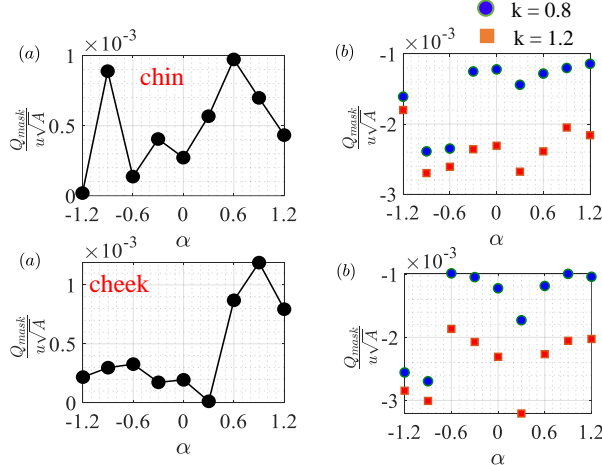 k = 0.8
k = 1.2
(a)
×10⁻³
chin
1
0.5
0
Q_mask / u√A
-1.2 -0.6 0 0.6 1.2
α
(b)
×10⁻³
-1
-2
-3
Q_mask / u√A
-1.2 -0.6 0 0.6 1.2
α
(a)
×10⁻³
cheek
1
0.5
0
Q_mask / u√A
-1.2 -0.6 0 0.6 1.2
α
(b)
×10⁻³
-1
-2
-3
Q_mask / u√A
-1.2 -0.6 0 0.6 1.2
α